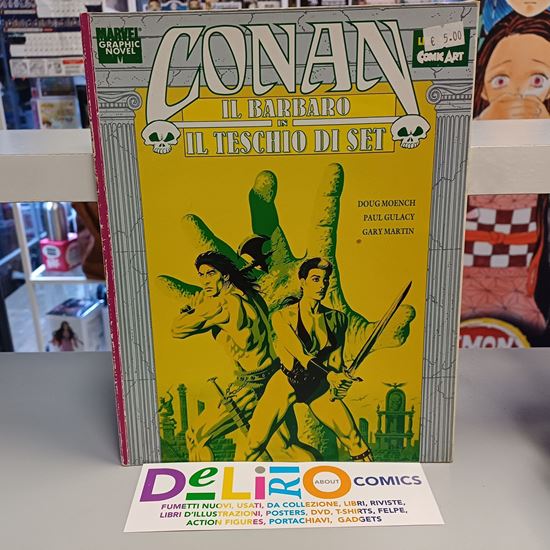 MARVEL
GRAPHIC
NOVEL
CONAN
€ 5.00
COMIC ART
IL BARBARO
IN
IL TESCHIO DI SET
DOUG MOENCH
PAUL GULACY
GARY MARTIN
DeLiRiO
ABOUT
COMICS
FUMETTI NUOVI, USATI, DA COLLEZIONE, LIBRI, RIVISTE,
LIBRI D'ILLUSTRAZIONI, POSTERS, DVD, T-SHIRTS, FELPE,
ACTION FIGURES, PORTACHIAVI, GADGETS